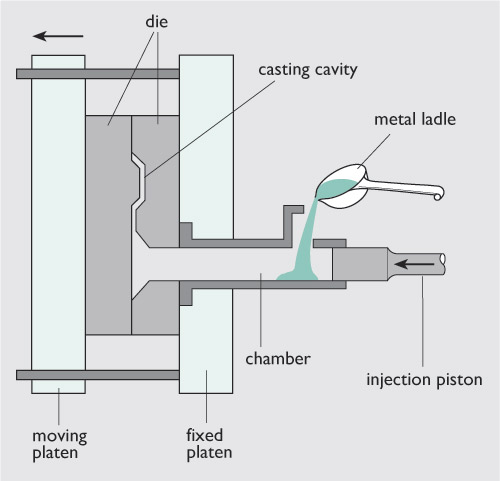 die
casting cavity
metal ladle
chamber
injection piston
moving
platen
fixed
platen